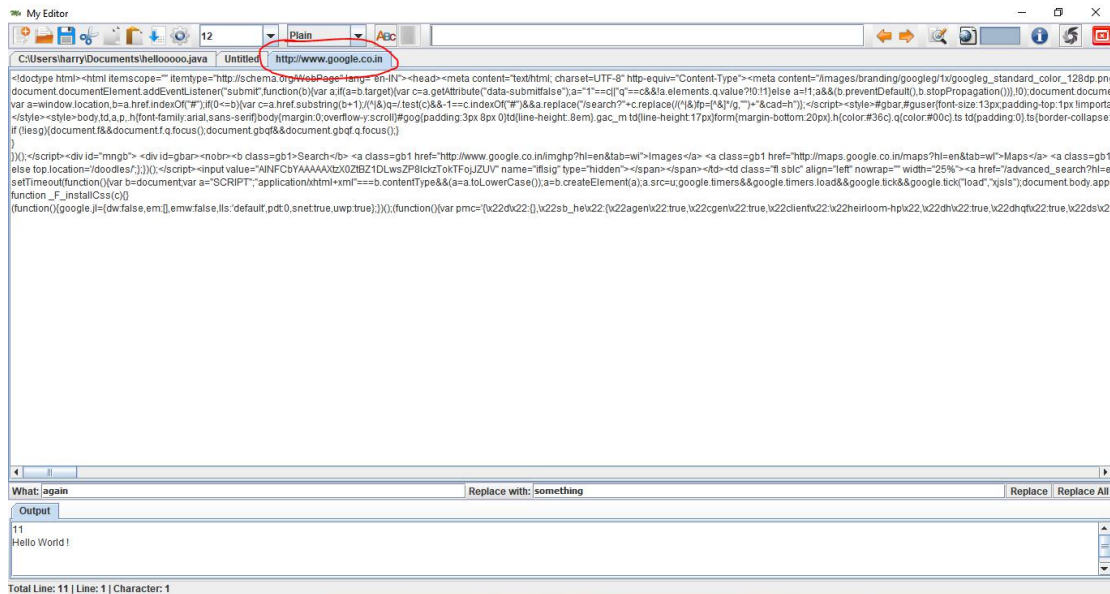 My Editor
12 Plain ABC
C:\Users\harry\Documents\hellooooo.java Untitled http://www.google.co.in
<!doctype html><html itemscope="" itemtype="http://schema.org/WebPage" lang="en-IN"><head><meta content="text/html; charset=UTF-8" http-equiv="Content-Type"><meta content="/images/branding/googleg/1x/googleg_standard_color_128dp.pn
document.documentElement.addEventListener("submit",function(b){var a;if(a=b.target){var c=a.getAttribute("data-submitfalse");a="1"==c||"q"==c&&!a.elements.q.value?!0:!1}else a=!1;a&&(b.preventDefault(),b.stopPropagation())},!0);document.documen
var a=window.location,b=a.href.indexOf("#");if(0<=b){var c=a.href.substring(b+1);/(^|&)q=/.test(c)&&-1==c.indexOf("#")&&a.replace("/search?"+c.replace(/(^|&)fp=[^&]*/g,"")+"&cad=h")};</script><style>#gbar,#guser{font-size:13px;padding-top:1px !importa
</style><style>body,td,a,p,.h{font-family:arial,sans-serif}body{margin:0;overflow-y:scroll}#gog{padding:3px 8px 0}td{line-height:.8em}.gac_m td{line-height:17px}form{margin-bottom:20px}.h{color:#36c}.q{color:#00c}.ts td{padding:0}.ts{border-collapse:
if (!iesg){document.f&&document.f.q.focus();document.gbqf&&document.gbqf.q.focus();}
}
})();</script><div id="mngb"> <div id=gbar><nobr><b class=gb1>Search</b> <a class=gb1 href="http://www.google.co.in/imghp?hl=en&tab=wi">Images</a> <a class=gb1 href="http://maps.google.co.in/maps?hl=en&tab=wl">Maps</a> <a class=gb1
else top.location='/doodles/';};})();</script><input value="AINFCbYAAAAAXtzX0ZtBZ1DLwsZP8IckzTokTFojJZUV" name="iflsig" type="hidden"></span></span></td><td class="fl sblc" align="left" nowrap="" width="25%"><a href="/advanced_search?hl=e
setTimeout(function(){var b=document;var a="SCRIPT";"application/xhtml+xml"===b.contentType&&(a=a.toLowerCase());a=b.createElement(a);a.src=u;google.timers&&google.timers.load&&google.tick&&google.tick("load","xjsls");document.body.app
function _F_installCss(c){}
(function(){google.jl={dw:false,em:[],emw:false,lls:'default',pdt:0,snet:true,uwp:true};})();(function(){var pmc='{\x22d\x22:{},\x22sb_he\x22:{\x22agen\x22:true,\x22cgen\x22:true,\x22client\x22:\x22heirloom-hp\x22,\x22dh\x22:true,\x22dhqf\x22:true,\x22ds\x2
What: again Replace with: something Replace Replace All
Output
11
Hello World !
Total Line: 11 | Line: 1 | Character: 1